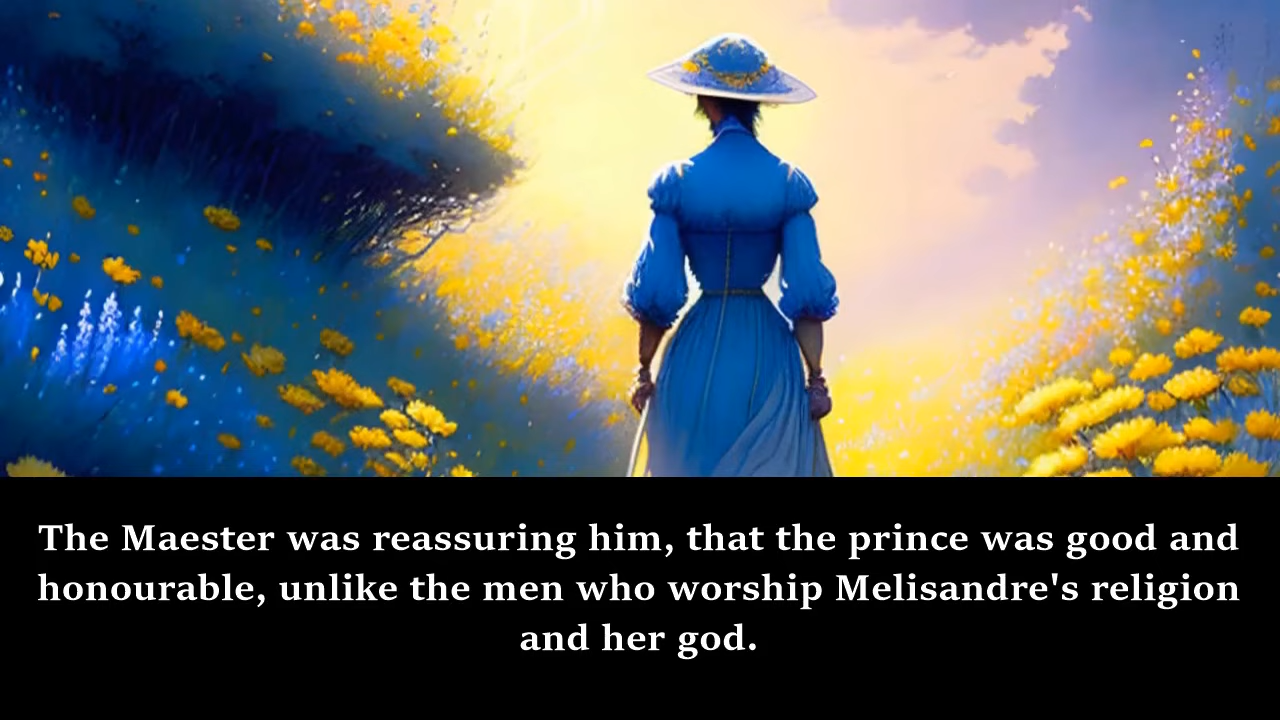 The Maester was reassuring him, that the prince was good and
honourable, unlike the men who worship Melisandre's religion
and her god.